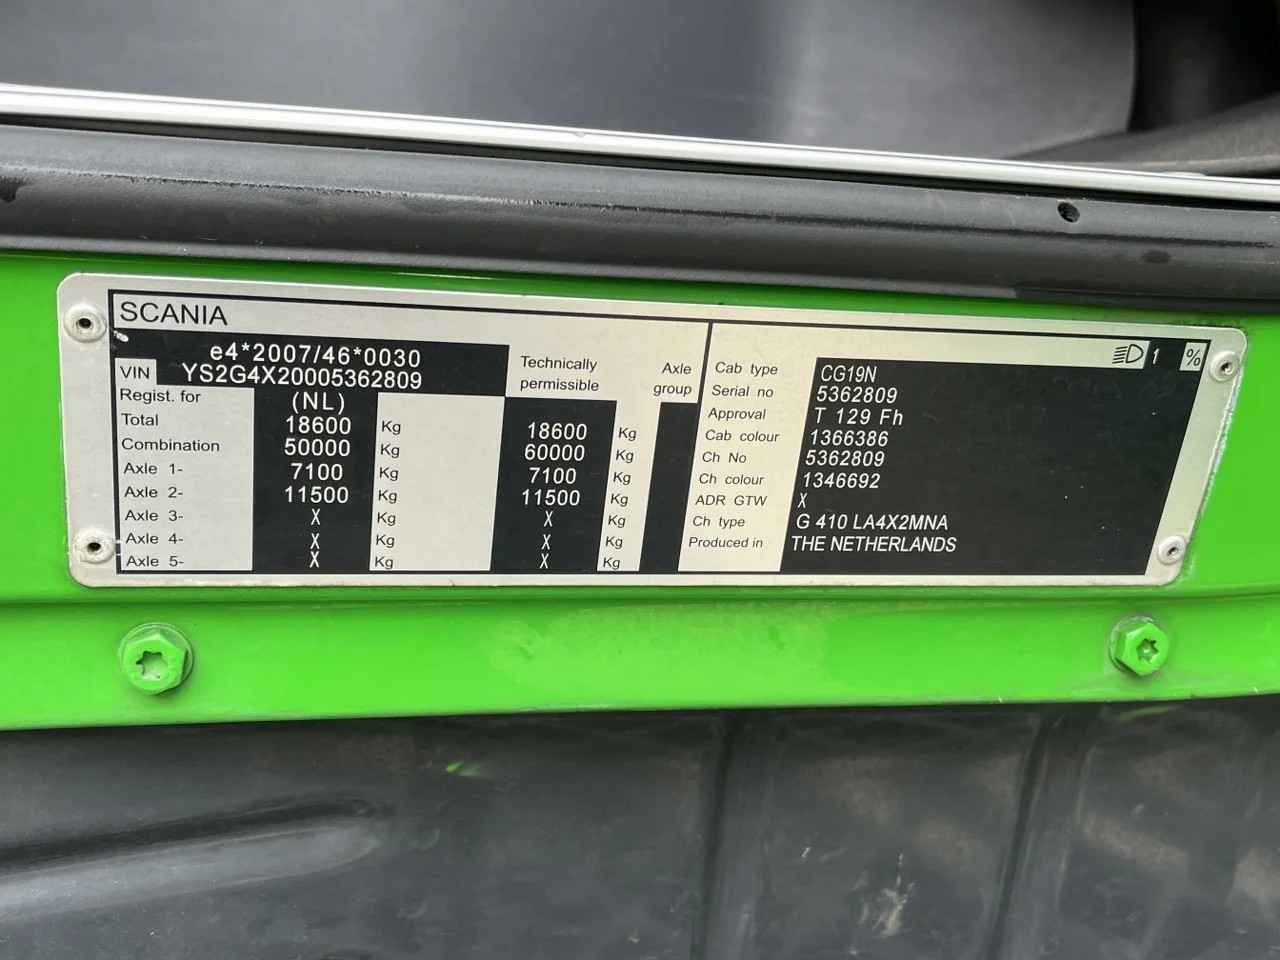 SCANIA
e4*2007/46*0030
VIN YS2G4X20005362809
Regist. for (NL)
Technically permissible
Axle group
Total 18600 Kg 18600 Kg
Combination 50000 Kg 60000 Kg
Axle 1- 7100 Kg 7100 Kg
Axle 2- 11500 Kg 11500 Kg
Axle 3- X Kg X Kg
Axle 4- X Kg X Kg
Axle 5- X Kg X Kg
1 %
Cab type CG19N
Serial no 5362809
Approval T 129 Fh
Cab colour 1366386
Ch No 5362809
Ch colour 1346692
ADR GTW X
Ch type G 410 LA4X2MNA
Produced in THE NETHERLANDS